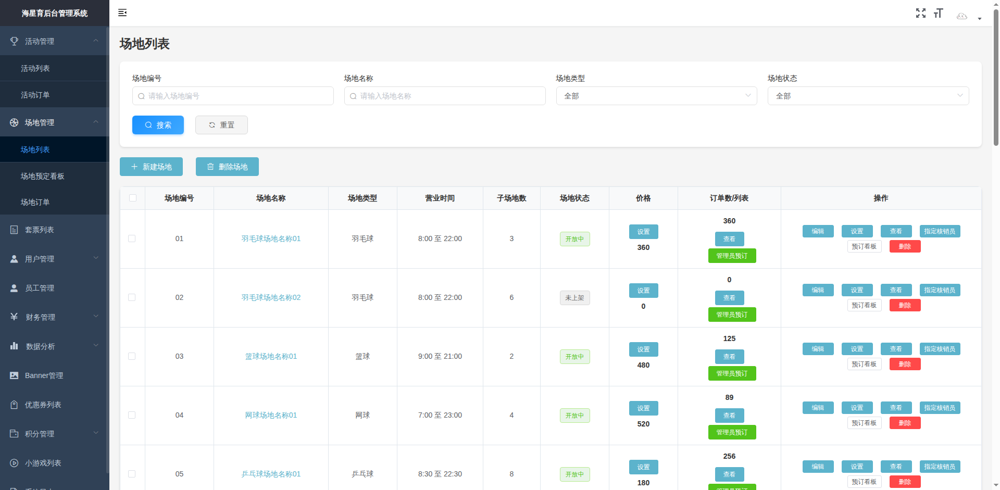 海星育后台管理系统
活动管理
活动列表
活动订单
场地管理
场地列表
场地预定看板
场地订单
套票列表
用户管理
员工管理
财务管理
数据分析
Banner管理
优惠券列表
积分管理
小游戏列表
场地列表
场地编号 场地名称 场地类型 场地状态
请输入场地编号 请输入场地名称 全部 全部
搜索 重置
新建场地 删除场地
场地编号 场地名称 场地类型 营业时间 子场地数 场地状态 价格 订单数/列表 操作
01 羽毛球场地名称01 羽毛球 8:00 至 22:00 3 开放中 设置 360 360 查看 管理员预订 编辑 设置 查看 指定核销员 预订看板 删除
02 羽毛球场地名称02 羽毛球 8:00 至 22:00 6 未上架 设置 0 0 查看 管理员预订 编辑 设置 查看 指定核销员 预订看板 删除
03 篮球场地名称01 篮球 9:00 至 21:00 2 开放中 设置 480 125 查看 管理员预订 编辑 设置 查看 指定核销员 预订看板 删除
04 网球场地名称01 网球 7:00 至 23:00 4 开放中 设置 520 89 查看 管理员预订 编辑 设置 查看 指定核销员 预订看板 删除
05 乒乓球场地名称01 乒乓球 8:30 至 22:30 8 开放中 设置 180 256 查看 管理员预订 编辑 设置 查看 指定核销员 预订看板 删除